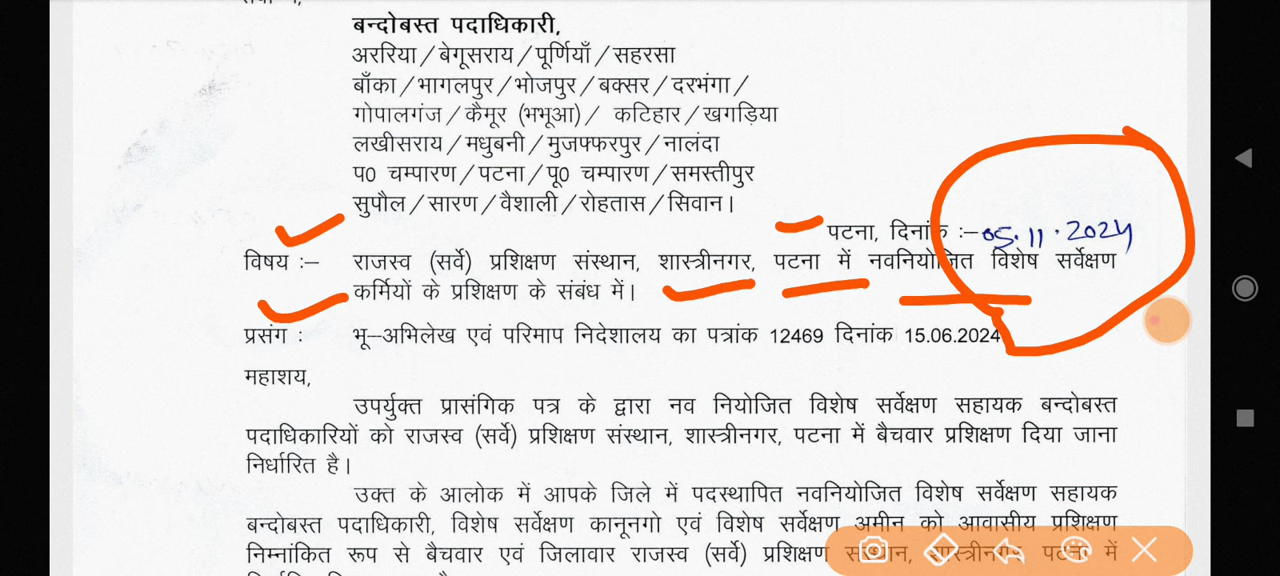 बन्दोबस्त पदाधिकारी,
अररिया/बेगूसराय/पूर्णियाँ/सहरसा
बाँका/भागलपुर/भोजपुर/बक्सर/दरभंगा/
गोपालगंज/कैमूर (भभूआ)/ कटिहार/खगड़िया
लखीसराय/मधुबनी/मुजफ्फरपुर/नालंदा
प0 चम्पारण/पटना/पू0 चम्पारण/समस्तीपुर
सुपौल/सारण/वैशाली/रोहतास/सिवान।
पटना, दिनांक :–05.11.2024
विषय :– राजस्व (सर्वे) प्रशिक्षण संस्थान, शास्त्रीनगर, पटना में नवनियोजित विशेष सर्वेक्षण
कर्मियों के प्रशिक्षण के संबंध में।
प्रसंग : भू–अभिलेख एवं परिमाप निदेशालय का पत्रांक 12469 दिनांक 15.06.2024
महाशय,
उपर्युक्त प्रासंगिक पत्र के द्वारा नव नियोजित विशेष सर्वेक्षण सहायक बन्दोबस्त
पदाधिकारियों को राजस्व (सर्वे) प्रशिक्षण संस्थान, शास्त्रीनगर, पटना में बैचवार प्रशिक्षण दिया जाना
निर्धारित है।
उक्त के आलोक में आपके जिले में पदस्थापित नवनियोजित विशेष सर्वेक्षण सहायक
बन्दोबस्त पदाधिकारी, विशेष सर्वेक्षण कानूनगो एवं विशेष सर्वेक्षण अमीन को आवासीय प्रशिक्षण
निम्नांकित रूप से बैचवार एवं जिलावार राजस्व (सर्वे) प्रशिक्षण संस्थान, शास्त्रीनगर पटना में